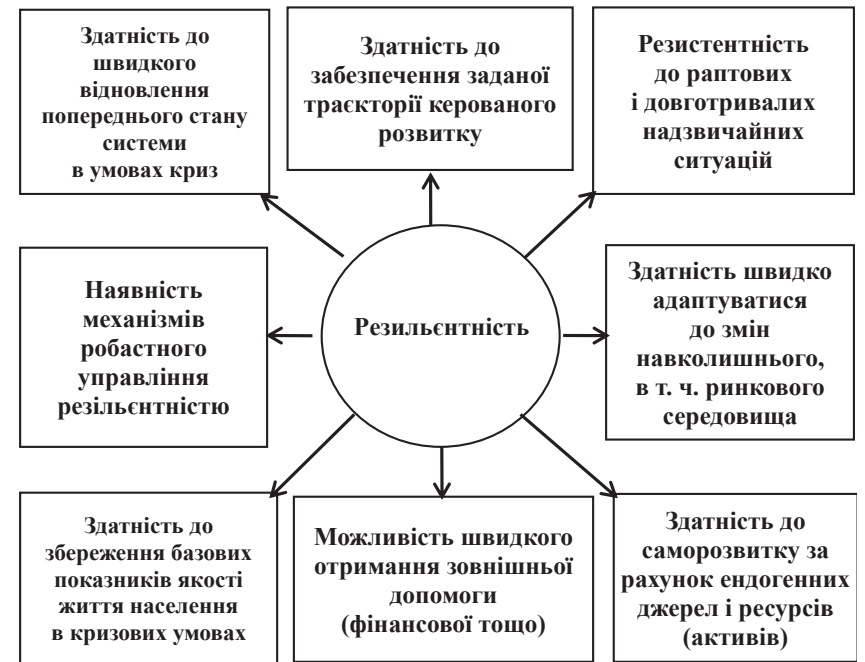 Здатність до
швидкого
відновлення
попереднього стану
системи
в умовах криз
Здатність до
забезпечення заданої
траєкторії керованого
розвитку
Резистентність
до раптових
і довготривалих
надзвичайних
ситуацій
Наявність
механізмів
робастного
управління
резільєнтністю
Резильєнтність
Здатність швидко
адаптуватися
до змін
навколишнього,
в т. ч. ринкового
середовища
Здатність до
збереження базових
показників якості
життя населення
в кризових умовах
Можливість швидкого
отримання зовнішньої
допомоги
(фінансової тощо)
Здатність до
саморозвитку за
рахунок ендогенних
джерел і ресурсів
(активів)